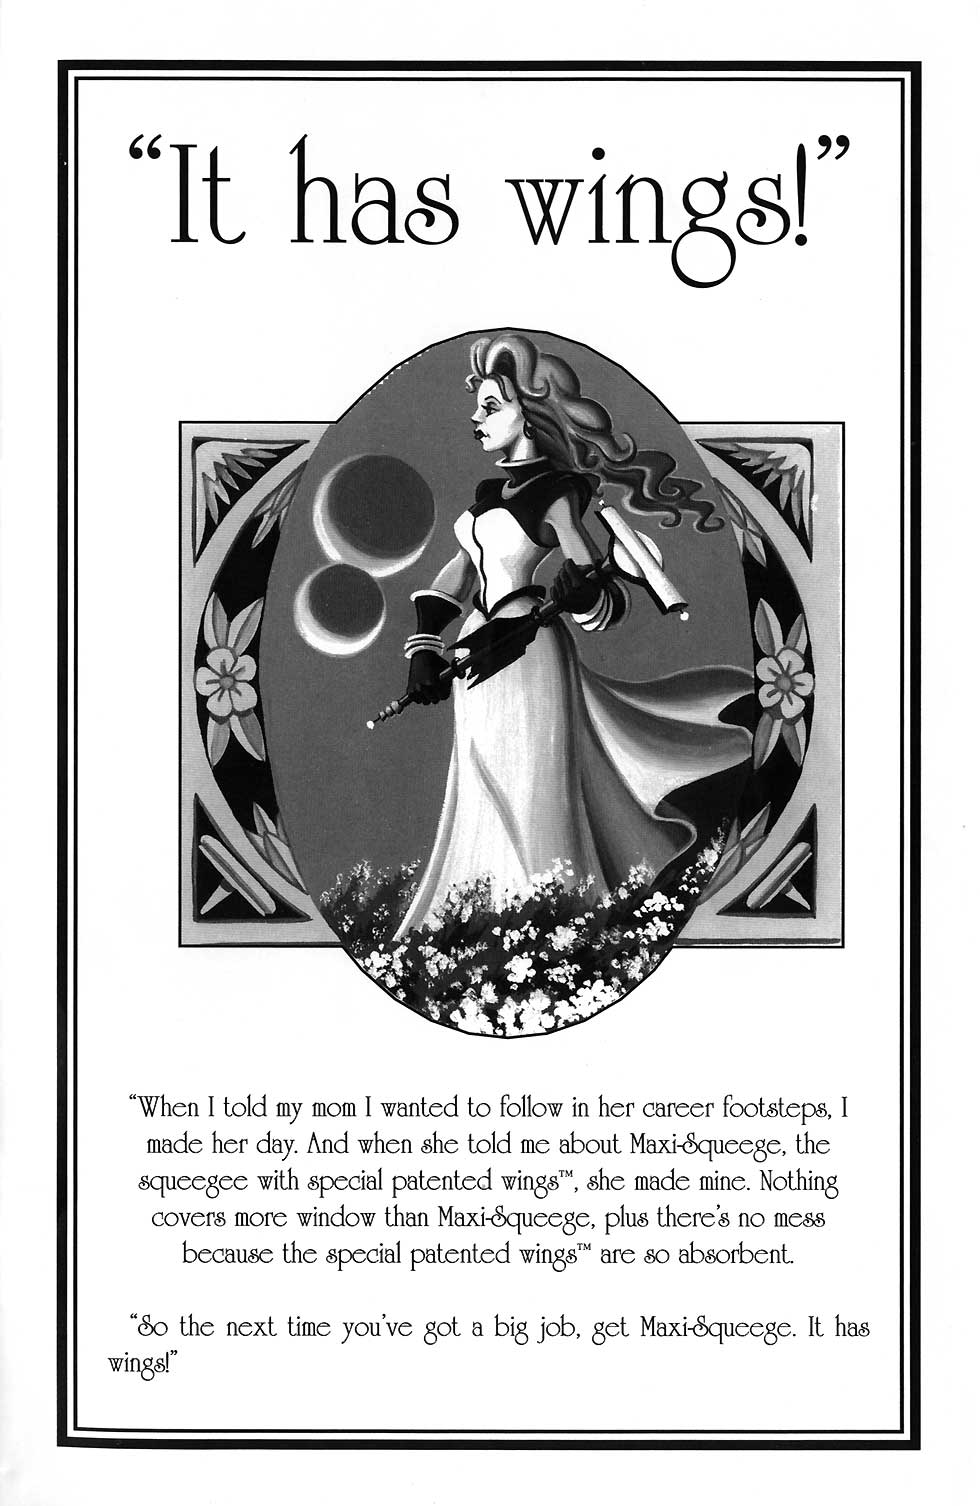 “It has wings!”
“When I told my mom I wanted to follow in her career footsteps, I
made her day. And when she told me about Maxi-Squeege, the
squeegee with special patented wings™, she made mine. Nothing
covers more window than Maxi-Squeege, plus there’s no mess
because the special patented wings™ are so absorbent.
“So the next time you’ve got a big job, get Maxi-Squeege. It has
wings!”